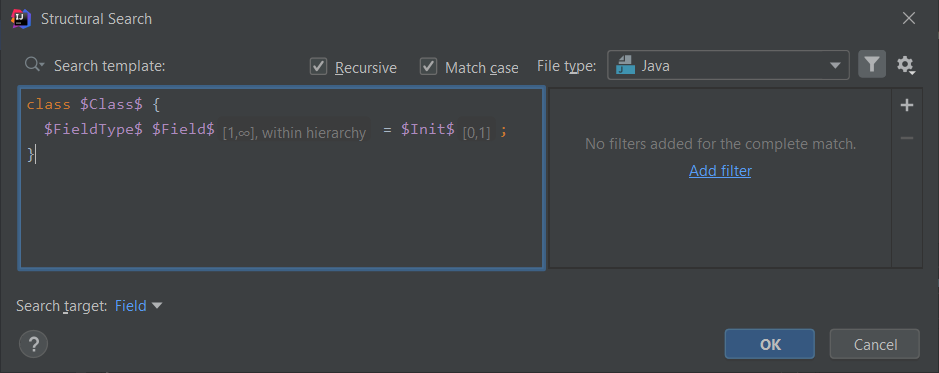 Structural Search
Search template:
Recursive
Match case
File type:
Java
class $Class$ {
$FieldType$ $Field$ [1,∞], within hierarchy = $Init$ [0,1] ;
}
No filters added for the complete match.
Add filter
Search target: Field
?
OK
Cancel